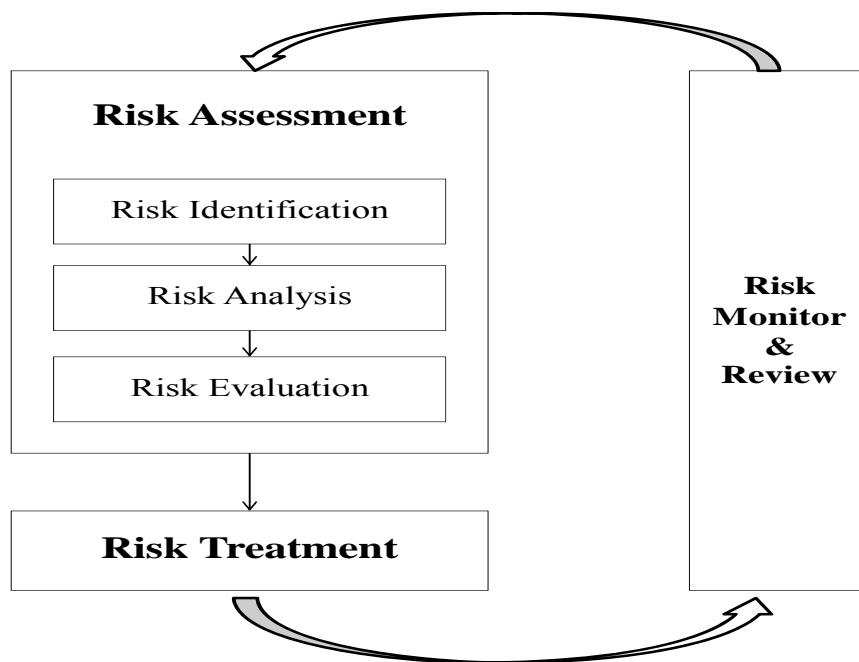 Risk Assessment
Risk Identification
Risk Analysis
Risk Evaluation
Risk Treatment
Risk
Monitor
&
Review